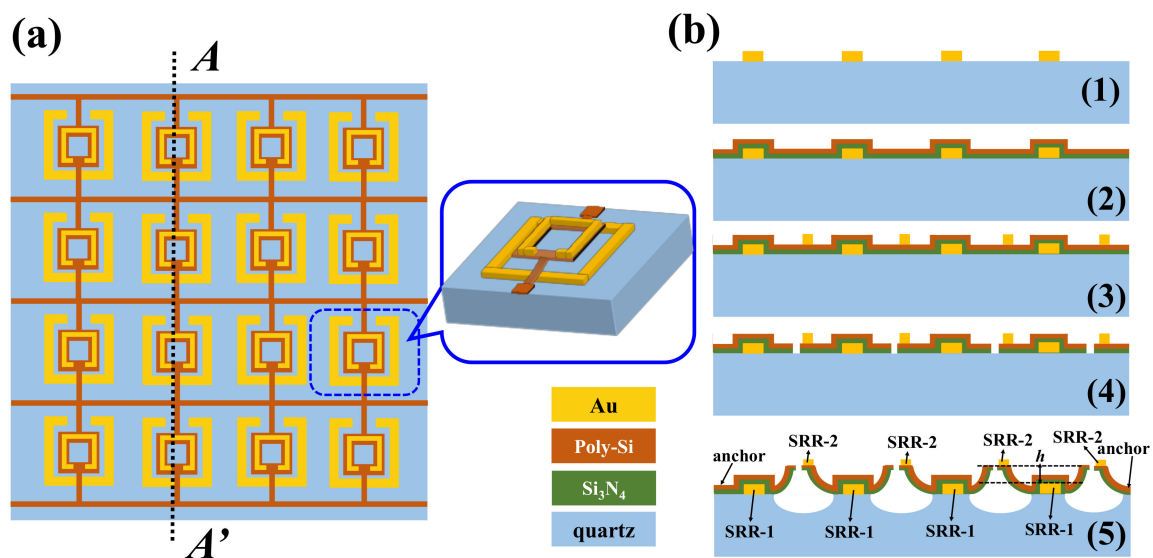 (a)
A
A'
Au
Poly-Si
Si₃N₄
quartz
(b)
(1)
(2)
(3)
(4)
SRR-2 SRR-2 SRR-2 SRR-2
anchor h anchor
SRR-1 SRR-1 SRR-1 SRR-1
(5)